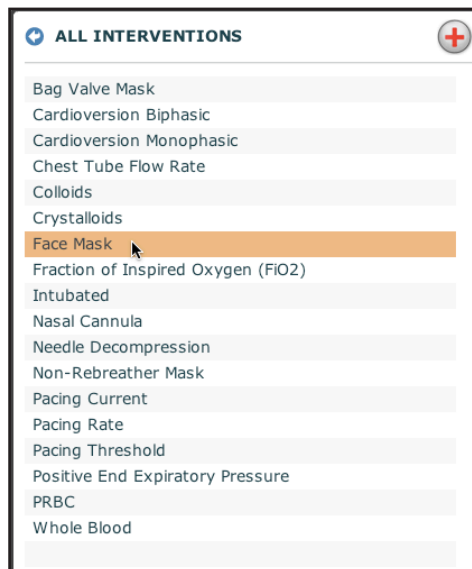 ALL INTERVENTIONS
Bag Valve Mask
Cardioversion Biphasic
Cardioversion Monophasic
Chest Tube Flow Rate
Colloids
Crystalloids
Face Mask
Fraction of Inspired Oxygen (FiO2)
Intubated
Nasal Cannula
Needle Decompression
Non-Rebreather Mask
Pacing Current
Pacing Rate
Pacing Threshold
Positive End Expiratory Pressure
PRBC
Whole Blood